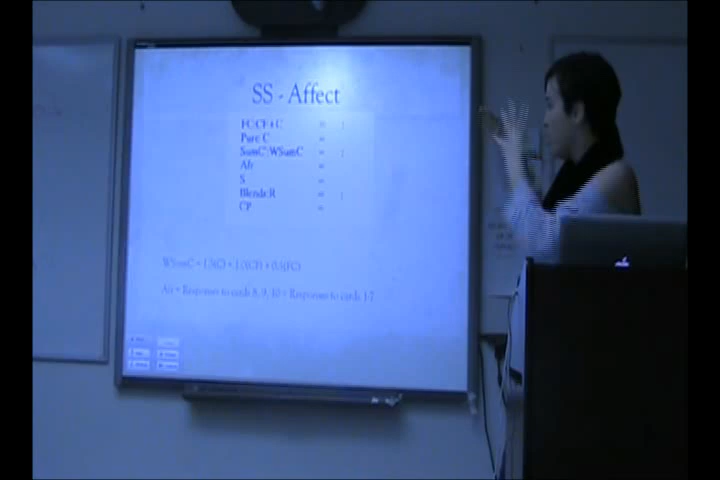 SS - Affect
FC:CF+C = :
Pure C =
SumC':WSumC = :
Afr =
S =
Blends:R = :
CP =
WSumC = 1.5(C) + 1.0(CF) + 0.5(FC)
Afr = Responses to cards 8, 9, 10 ÷ Responses to cards 1-7